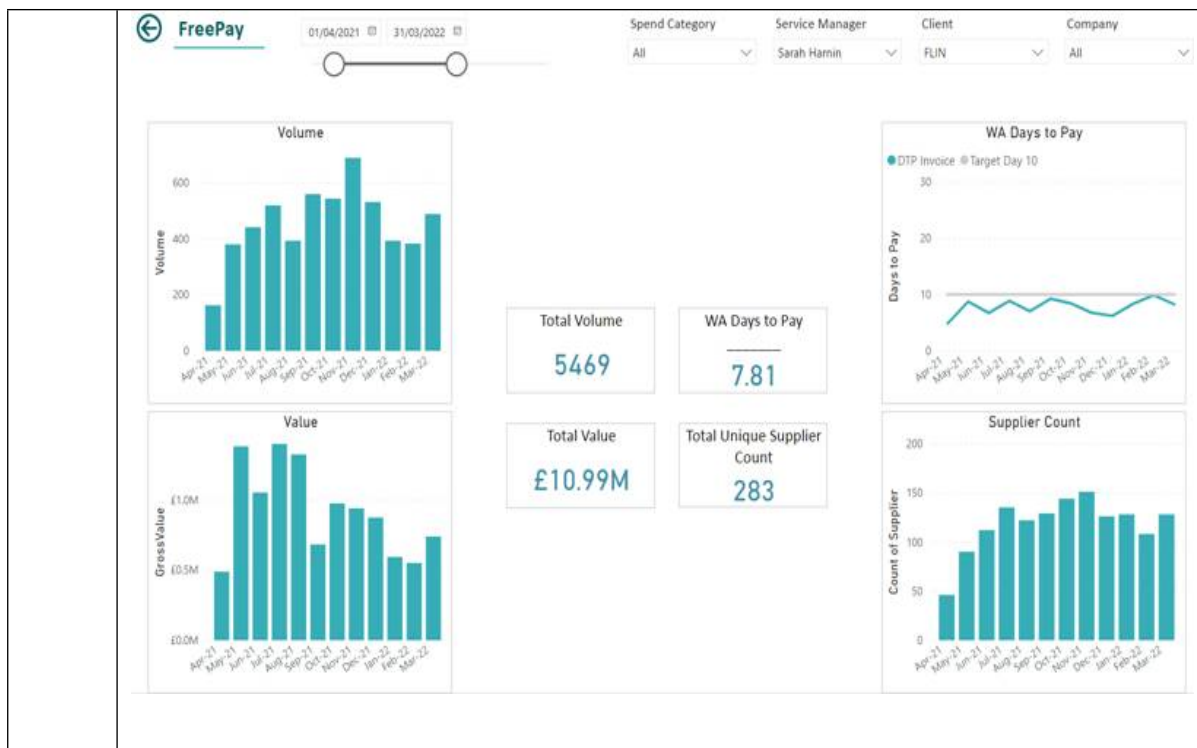 FreePay
01/04/2021 31/03/2022
Spend Category Service Manager Client Company
All Sarah Harnin FLIN All
Volume
Volume
600
400
200
0
Apr-21 May-21 Jun-21 Jul-21 Aug-21 Sep-21 Oct-21 Nov-21 Dec-21 Jan-22 Feb-22 Mar-22
WA Days to Pay
DTP Invoice Target Day 10
Days to Pay
30
20
10
0
Apr-21 May-21 Jun-21 Jul-21 Aug-21 Sep-21 Oct-21 Nov-21 Dec-21 Jan-22 Feb-22 Mar-22
Total Volume
5469
WA Days to Pay
7.81
Total Value
£10.99M
Total Unique Supplier
Count
283
Value
GrossValue
£1.0M
£0.5M
£0.0M
Apr-21 May-21 Jun-21 Jul-21 Aug-21 Sep-21 Oct-21 Nov-21 Dec-21 Jan-22 Feb-22 Mar-22
Supplier Count
Count of Supplier
200
150
100
50
0
Apr-21 May-21 Jun-21 Jul-21 Aug-21 Sep-21 Oct-21 Nov-21 Dec-21 Jan-22 Feb-22 Mar-22